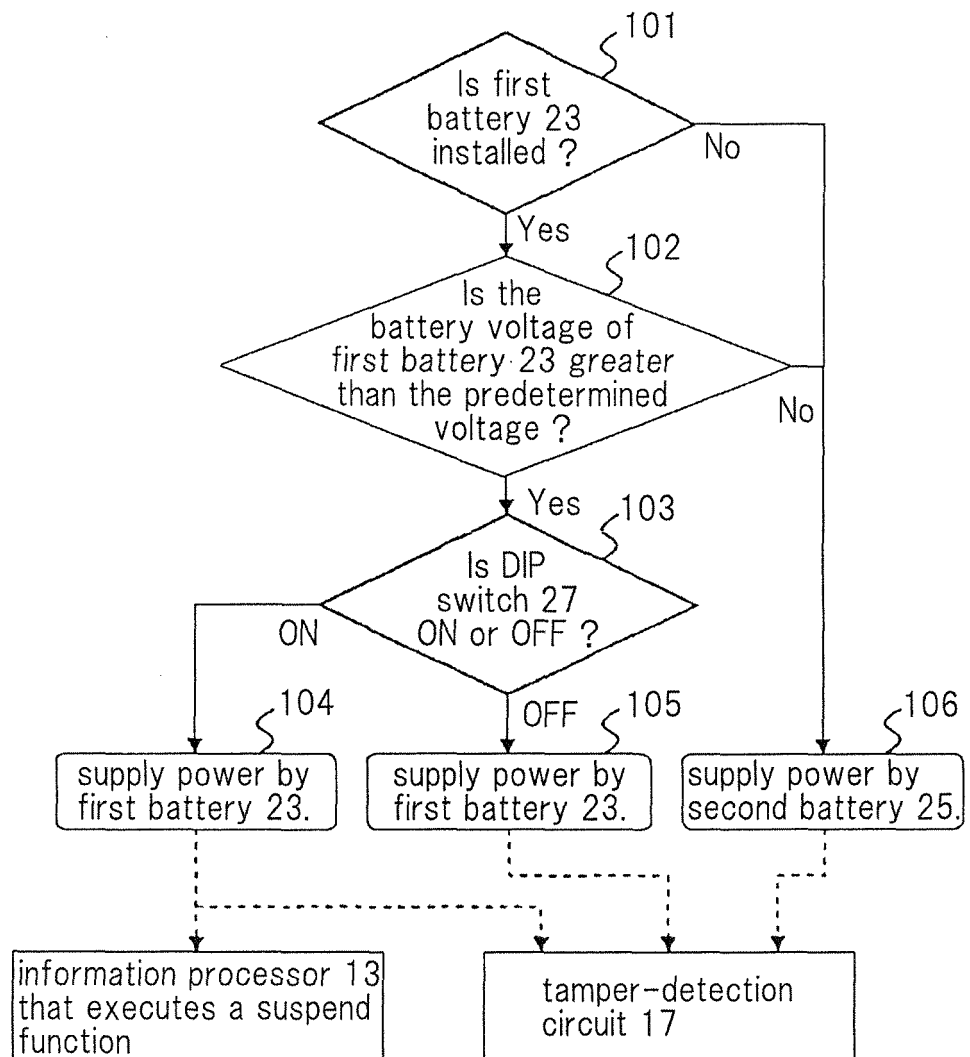 101
Is first
battery 23
installed ?
No
Yes
102
Is the
battery voltage of
first battery 23 greater
than the predetermined
voltage ?
No
Yes
103
Is DIP
switch 27
ON or OFF ?
ON
OFF
104
105
106
supply power by
first battery 23.
supply power by
first battery 23.
supply power by
second battery 25.
information processor 13
that executes a suspend
function
tamper-detection
circuit 17